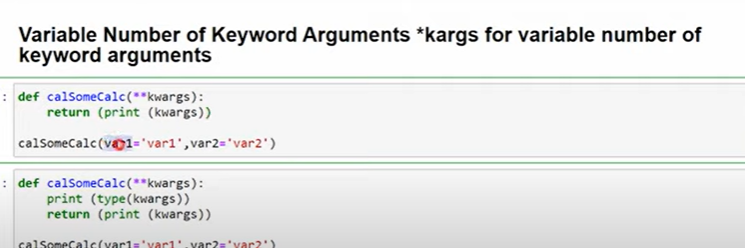 Variable Number of Keyword Arguments *kargs for variable number of
keyword arguments
: def calSomeCalc(**kwargs):
return (print (kwargs))
calSomeCalc(var1='var1',var2='var2')
: def calSomeCalc(**kwargs):
print (type(kwargs))
return (print (kwargs))
calSomeCalc(var1='var1',var2='var2')